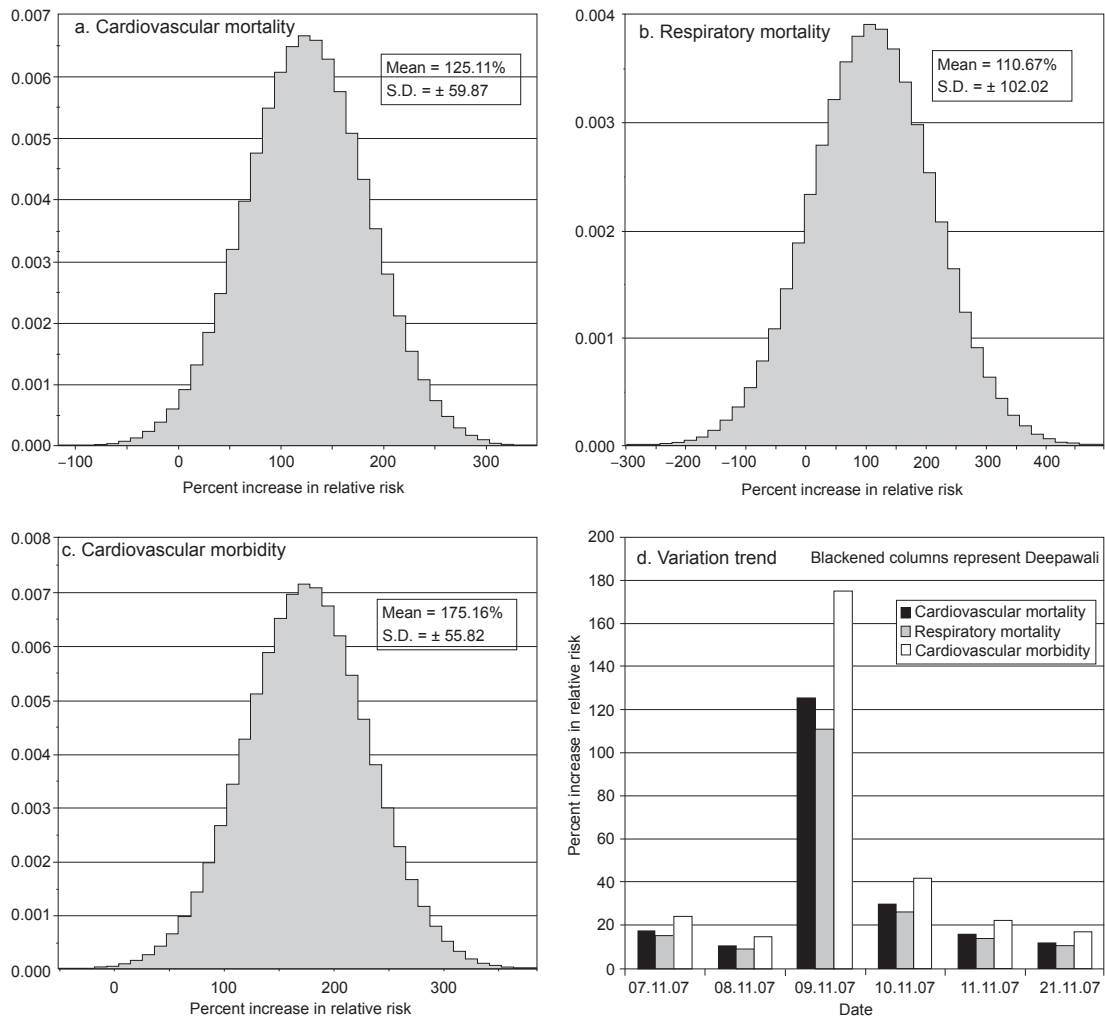 a. Cardiovascular mortality
Mean = 125.11%
S.D. = ± 59.87
0.007
0.006
0.005
0.004
0.003
0.002
0.001
0.000
–100 0 100 200 300
Percent increase in relative risk
b. Respiratory mortality
Mean = 110.67%
S.D. = ± 102.02
0.004
0.003
0.002
0.001
0.000
–300 –200 –100 0 100 200 300 400
Percent increase in relative risk
c. Cardiovascular morbidity
Mean = 175.16%
S.D. = ± 55.82
0.008
0.007
0.006
0.005
0.004
0.003
0.002
0.001
0.000
0 100 200 300
Percent increase in relative risk
d. Variation trend
Blackened columns represent Deepawali
Cardiovascular mortality
Respiratory mortality
Cardiovascular morbidity
Percent increase in relative risk
200
180
160
140
120
100
80
60
40
20
0
07.11.07 08.11.07 09.11.07 10.11.07 11.11.07 21.11.07
Date